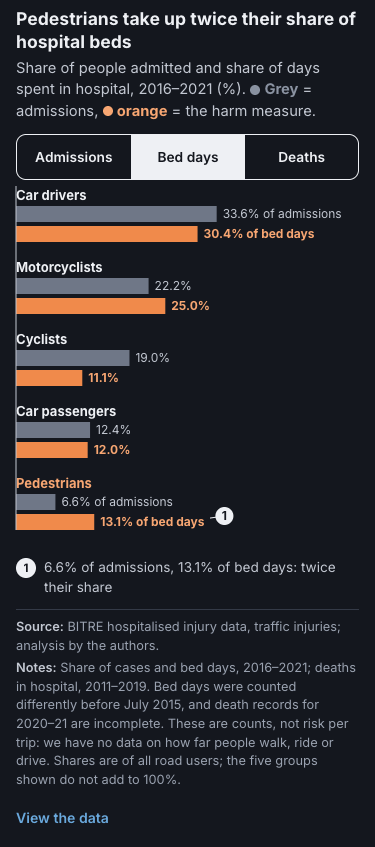 Pedestrians take up twice their share of
hospital beds
Share of people admitted and share of days
spent in hospital, 2016–2021 (%). Grey =
admissions, orange = the harm measure.
Admissions
Bed days
Deaths
Car drivers
33.6% of admissions
30.4% of bed days
Motorcyclists
22.2%
25.0%
Cyclists
19.0%
11.1%
Car passengers
12.4%
12.0%
Pedestrians
6.6% of admissions
13.1% of bed days
1
1 6.6% of admissions, 13.1% of bed days: twice
their share
Source: BITRE hospitalised injury data, traffic injuries;
analysis by the authors.
Notes: Share of cases and bed days, 2016–2021; deaths
in hospital, 2011–2019. Bed days were counted
differently before July 2015, and death records for
2020–21 are incomplete. These are counts, not risk per
trip: we have no data on how far people walk, ride or
drive. Shares are of all road users; the five groups
shown do not add to 100%.
View the data